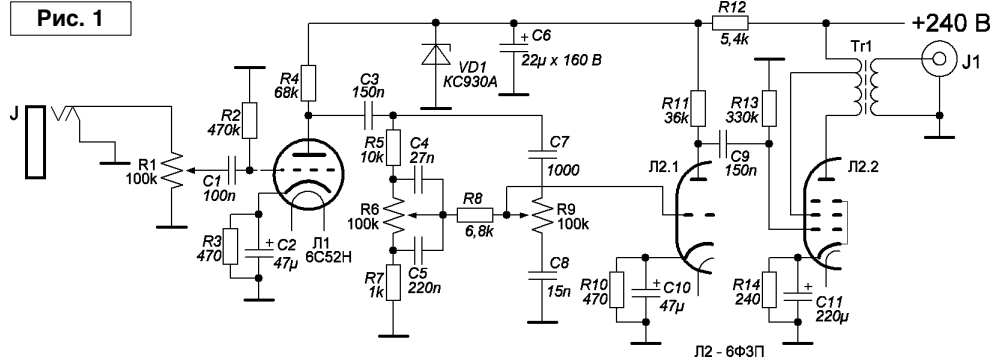 Рис. 1
R12
5,4k
+240 В
+ C6
22µ x 160 В
VD1
КС930А
Tr1
J1
R4
68k
C3
150n
R2
470k
R11
36k
R13
330k
J
R5
10k
C4
27n
C7
1000
C9
150n
Л2.1
Л2.2
R1
100k
C1
100n
R6
100k
R8
6,8k
R9
100k
R3
470
+ C2
47µ
Л1
6С52Н
C5
220n
R7
1k
C8
15n
R10
470
+ C10
47µ
R14
240
+
C11
220µ
Л2 - 6Ф3П